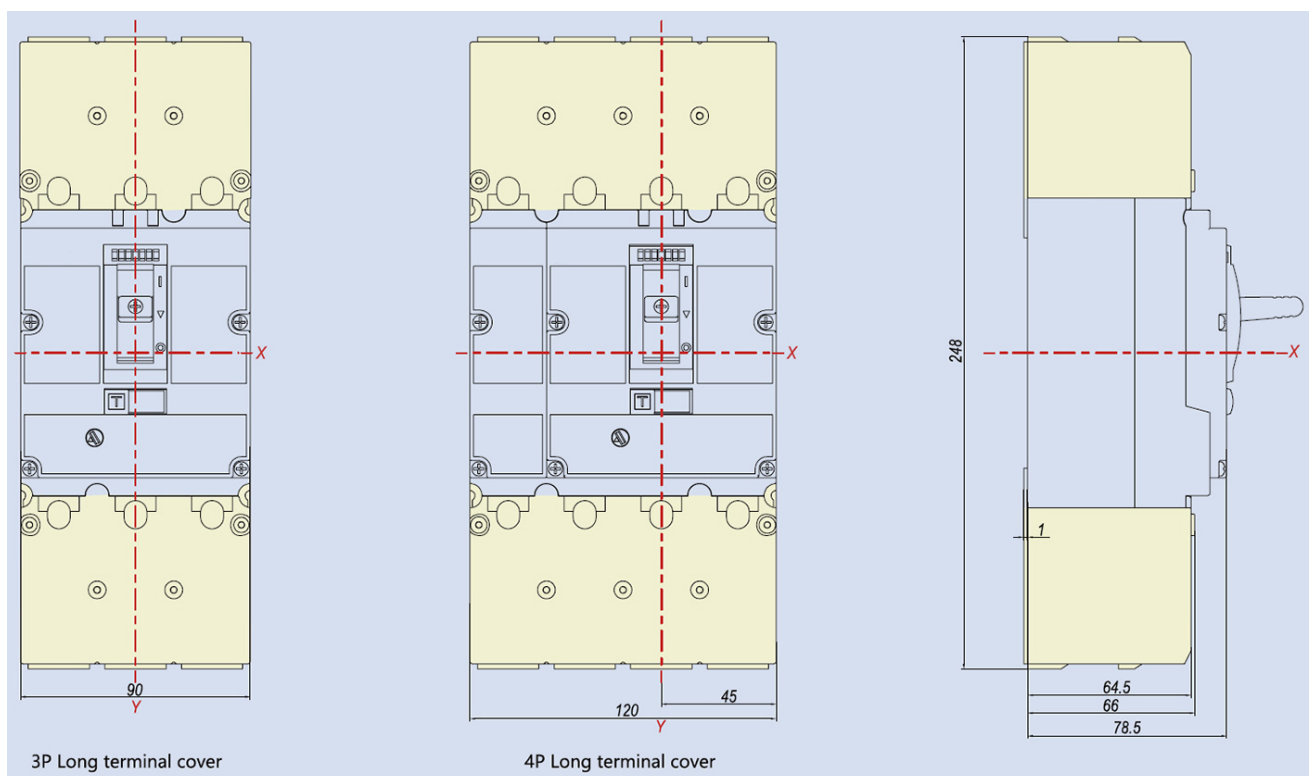 X
T
90
Y
3P Long terminal cover
X
T
45
120
Y
4P Long terminal cover
248
X
1
64.5
66
78.5